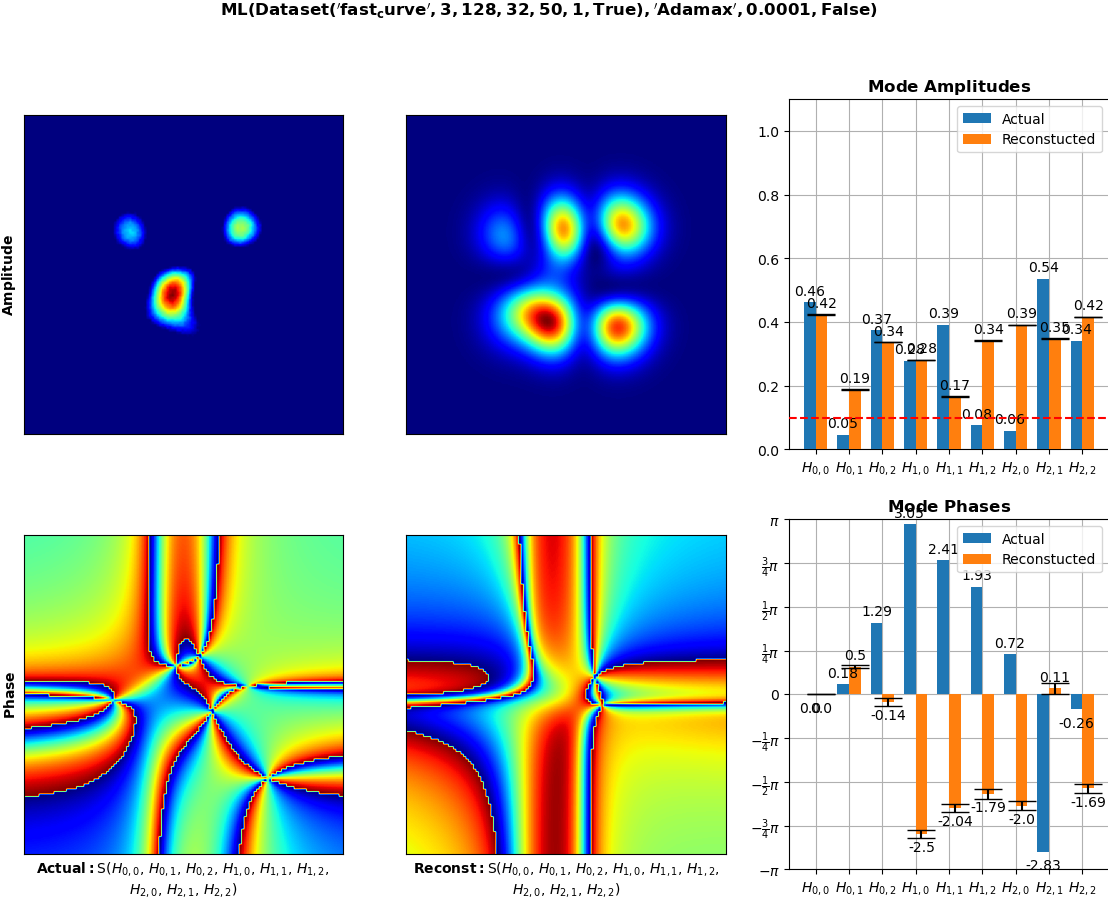 ML(Dataset('fast_curve', 3, 128, 32, 50, 1, True), 'Adamax', 0.0001, False)
Mode Amplitudes
Amplitude
Actual
Reconstucted
1.0
0.8
0.6
0.4
0.2
0.0
0.46
0.42
0.05
0.19
0.37
0.34
0.28
0.28
0.39
0.17
0.08
0.34
0.06
0.39
0.54
0.35
0.34
0.42
H0,0 H0,1 H0,2 H1,0 H1,1 H1,2 H2,0 H2,1 H2,2
Mode Phases
Phase
Actual
Reconstucted
π
3/4π
1/2π
1/4π
0
−1/4π
−1/2π
−3/4π
−π
0.0
0.0
0.18
0.5
1.29
-0.14
3.05
-2.5
2.41
-2.04
1.93
-1.79
0.72
-2.0
-2.83
0.11
-0.26
-1.69
H0,0 H0,1 H0,2 H1,0 H1,1 H1,2 H2,0 H2,1 H2,2
Actual: S(H0,0, H0,1, H0,2, H1,0, H1,1, H1,2,
H2,0, H2,1, H2,2)
Reconst: S(H0,0, H0,1, H0,2, H1,0, H1,1, H1,2,
H2,0, H2,1, H2,2)